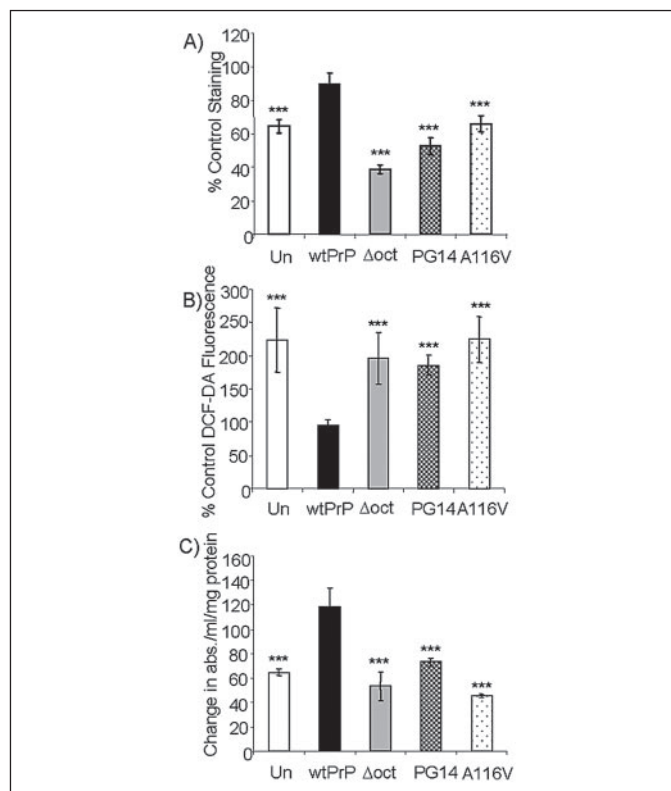 A)
% Control Staining
120
100
80
60
40
20
0
*** *** *** ***
Un wtPrP Δoct PG14 A116V
B)
% Control DCF-DA Fluorescence
300
250
200
150
100
50
0
*** *** *** ***
Un wtPrP Δoct PG14 A116V
C)
Change in abs./ml/mg protein
160
140
120
100
80
60
40
20
0
*** *** *** ***
Un wtPrP Δoct PG14 A116V